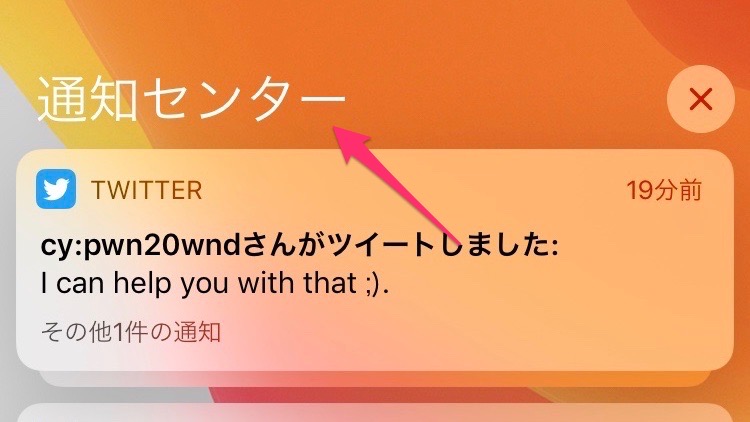 通知センター
TWITTER 19分前
cy:pwn20wndさんがツイートしました:
I can help you with that ;).
その他1件の通知